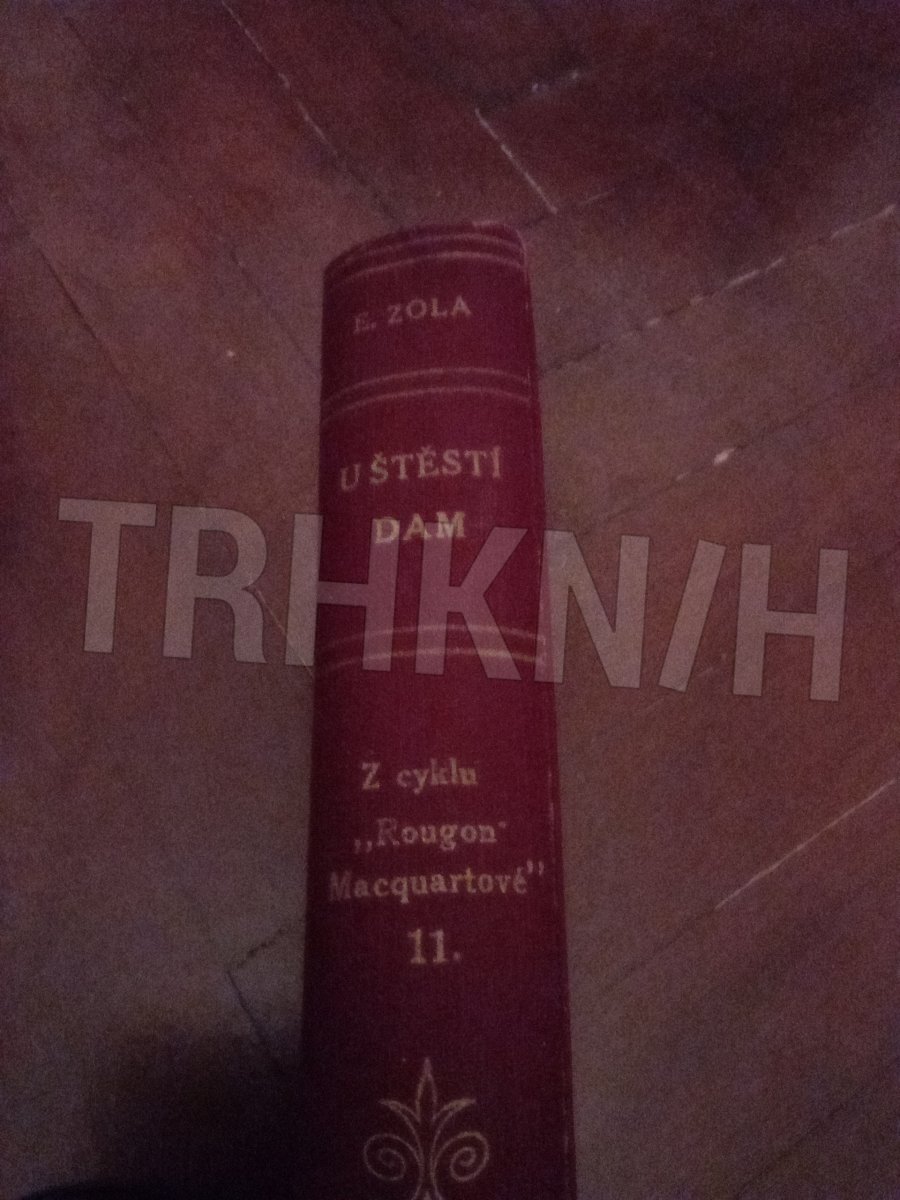 E. ZOLA
U ŠTĚSTÍ
DAM
TRHKN/H
Z cyklu
,,Rougon-
Macquartové"
11.